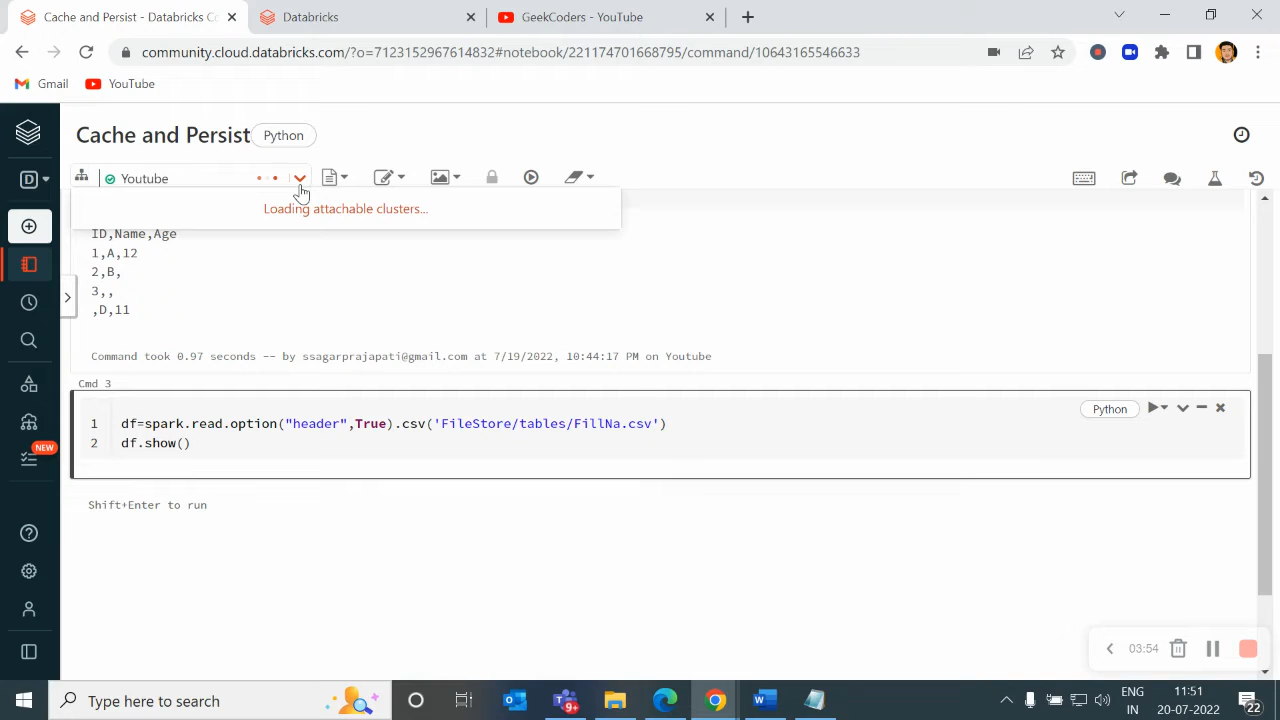 Cache and Persist - Databricks Co
Databricks
GeekCoders - YouTube
community.cloud.databricks.com/?o=7123152967614832#notebook/221174701668795/command/10643165546633
Gmail
YouTube
Cache and Persist
Python
D
Youtube
Loading attachable clusters...
ID,Name,Age
1,A,12
2,B,
3,,
,D,11
Command took 0.97 seconds -- by ssagarprajapati@gmail.com at 7/19/2022, 10:44:17 PM on Youtube
Cmd 3
Python
1 df=spark.read.option("header",True).csv('FileStore/tables/FillNa.csv')
2 df.show()
NEW
Shift+Enter to run
03:54
Type here to search
9+
ENG
IN
11:51
20-07-2022
22